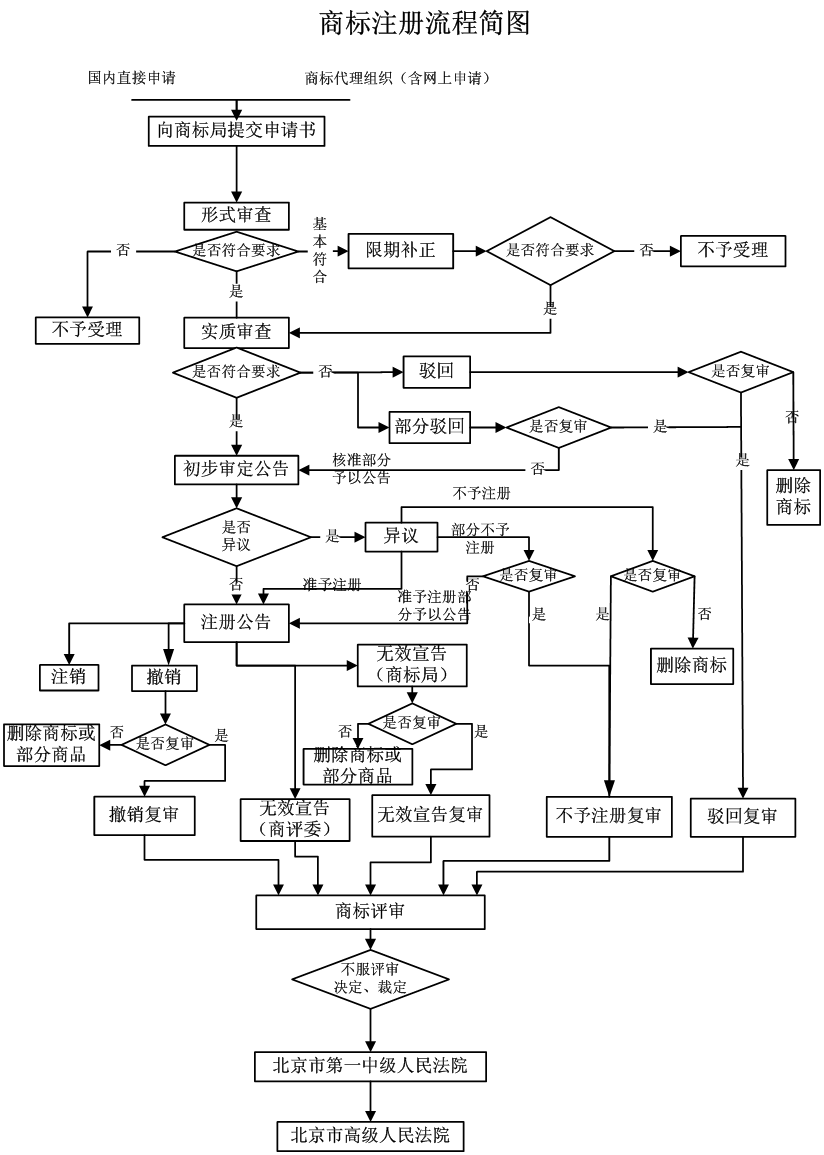 商标注册流程简图
国内直接申请
商标代理组织（含网上申请）
向商标局提交申请书
形式审查
否
是否符合要求
基
本
符
合
限期补正
是否符合要求
否
不予受理
是
是
不予受理
实质审查
是否符合要求
否
驳回
是否复审
是
部分驳回
是否复审
是
否
初步审定公告
核准部分
予以公告
否
是
删除
商标
不予注册
是否
异议
是
异议
部分不予
注册
否
准予注册
是否复审
是否复审
否
准予注册部
分予以公告
是
是
否
注册公告
注销
撤销
无效宣告
（商标局）
删除商标
删除商标或
部分商品
否
是否复审
是
否
是否复审
是
删除商标或
部分商品
撤销复审
无效宣告
（商评委）
无效宣告复审
不予注册复审
驳回复审
商标评审
不服评审
决定、裁定
北京市第一中级人民法院
北京市高级人民法院